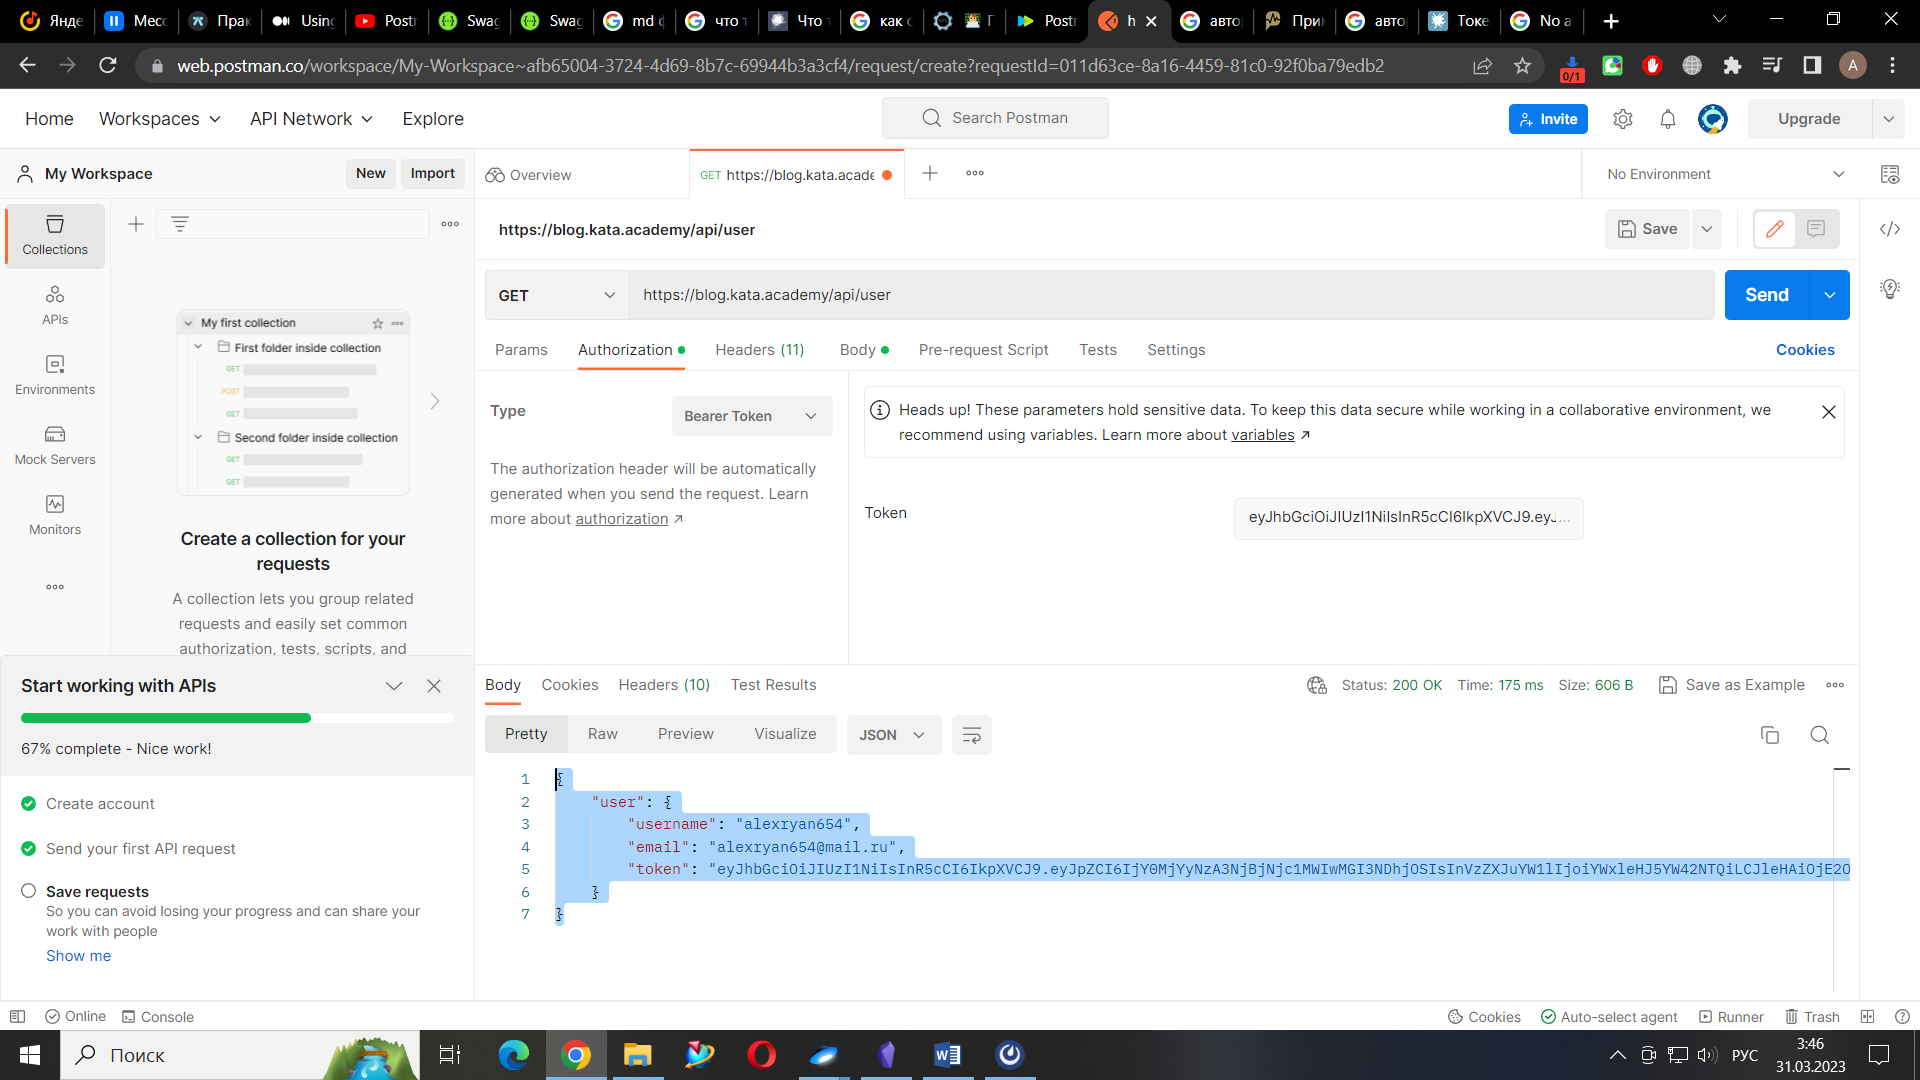 Янде
Месс
Прак
Using
Postr
Swag
Swag
md d
что т
Что т
как с
П
Postr
h
авто
При
авто
Токе
No a
web.postman.co/workspace/My-Workspace~afb65004-3724-4d69-8b7c-69944b3a3cf4/request/create?requestId=011d63ce-8a16-4459-81c0-92f0ba79edb2
0/1
A
Home
Workspaces
API Network
Explore
Search Postman
Invite
Upgrade
My Workspace
New
Import
Overview
GET https://blog.kata.acade
No Environment
Collections
APIs
Environments
Mock Servers
Monitors
My first collection
First folder inside collection
GET
POST
GET
Second folder inside collection
GET
GET
Create a collection for your
requests
A collection lets you group related
requests and easily set common
authorization, tests, scripts, and
https://blog.kata.academy/api/user
Save
GET
https://blog.kata.academy/api/user
Send
Params
Authorization
Headers (11)
Body
Pre-request Script
Tests
Settings
Cookies
Type
Bearer Token
The authorization header will be automatically
generated when you send the request. Learn
more about authorization
Heads up! These parameters hold sensitive data. To keep this data secure while working in a collaborative environment, we
recommend using variables. Learn more about variables
Token
eyJhbGciOiJIUzI1NiIsInR5cCI6IkpXVCJ9.eyJ...
Start working with APIs
67% complete - Nice work!
Create account
Send your first API request
Save requests
So you can avoid losing your progress and can share your
work with people
Show me
Body
Cookies
Headers (10)
Test Results
Status: 200 OK
Time: 175 ms
Size: 606 B
Save as Example
Pretty
Raw
Preview
Visualize
JSON
1 {
2 "user": {
3 "username": "alexryan654",
4 "email": "alexryan654@mail.ru",
5 "token": "eyJhbGciOiJIUzI1NiIsInR5cCI6IkpXVCJ9.eyJpZCI6IjY0MjYyNzA3NjBjNjc1MWIwMGI3NDhjOSIsInVzZXJuYW1lIjoiYWxleHJ5YW42NTQiLCJleHAiOjE2O
6 }
7 }
Online
Console
Cookies
Auto-select agent
Runner
Trash
Поиск
РУС
3:46
31.03.2023